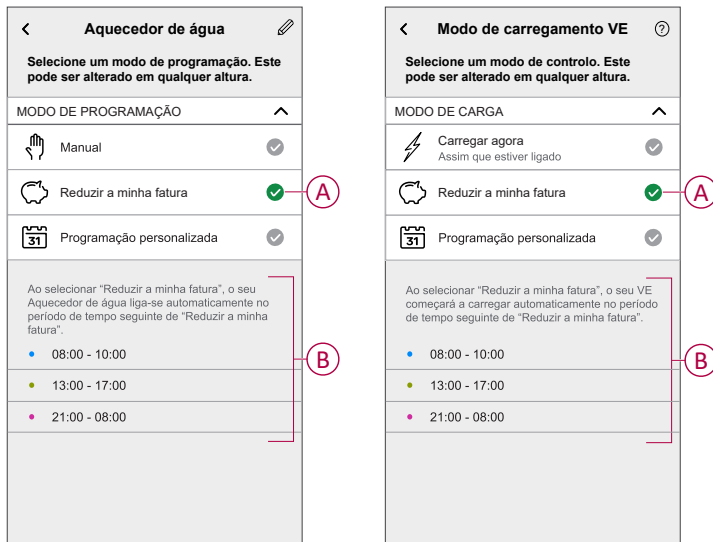 Aquecedor de água
Selecione um modo de programação. Este
pode ser alterado em qualquer altura.
MODO DE PROGRAMAÇÃO
Manual
Reduzir a minha fatura
A
31
Programação personalizada
Ao selecionar “Reduzir a minha fatura”, o seu
Aquecedor de água liga-se automaticamente no
período de tempo seguinte de “Reduzir a minha
fatura”.
08:00 - 10:00
B
13:00 - 17:00
21:00 - 08:00
Modo de carregamento VE
?
Selecione um modo de controlo. Este
pode ser alterado em qualquer altura.
MODO DE CARGA
Carregar agora
Assim que estiver ligado
Reduzir a minha fatura
A
31
Programação personalizada
Ao selecionar “Reduzir a minha fatura”, o seu VE
começará a carregar automaticamente no período
de tempo seguinte de “Reduzir a minha fatura”.
08:00 - 10:00
B
13:00 - 17:00
21:00 - 08:00